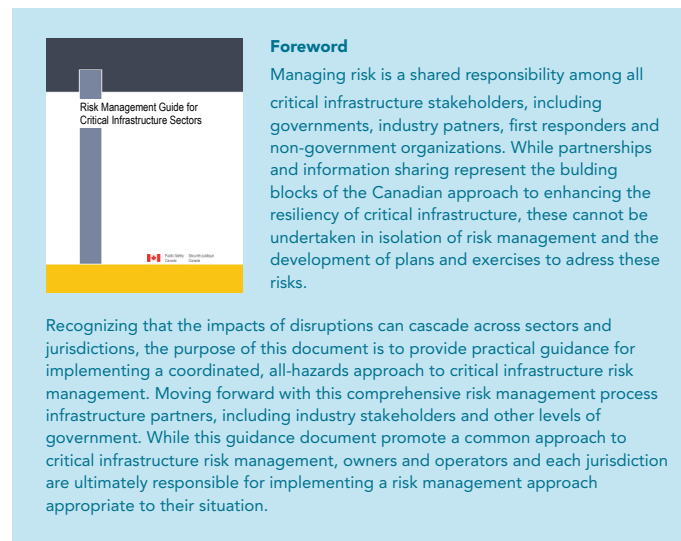 Risk Management Guide for
Critical Infrastructure Sectors
Public Safety
Canada
Sécurité publique
Canada
Foreword
Managing risk is a shared responsibility among all
critical infrastructure stakeholders, including
governments, industry patners, first responders and
non-government organizations. While partnerships
and information sharing represent the bulding
blocks of the Canadian approach to enhancing the
resiliency of critical infrastructure, these cannot be
undertaken in isolation of risk management and the
development of plans and exercises to adress these
risks.
Recognizing that the impacts of disruptions can cascade across sectors and
jurisdictions, the purpose of this document is to provide practical guidance for
implementing a coordinated, all-hazards approach to critical infrastructure risk
management. Moving forward with this comprehensive risk management process
infrastructure partners, including industry stakeholders and other levels of
government. While this guidance document promote a common approach to
critical infrastructure risk management, owners and operators and each jurisdiction
are ultimately responsible for implementing a risk management approach
appropriate to their situation.